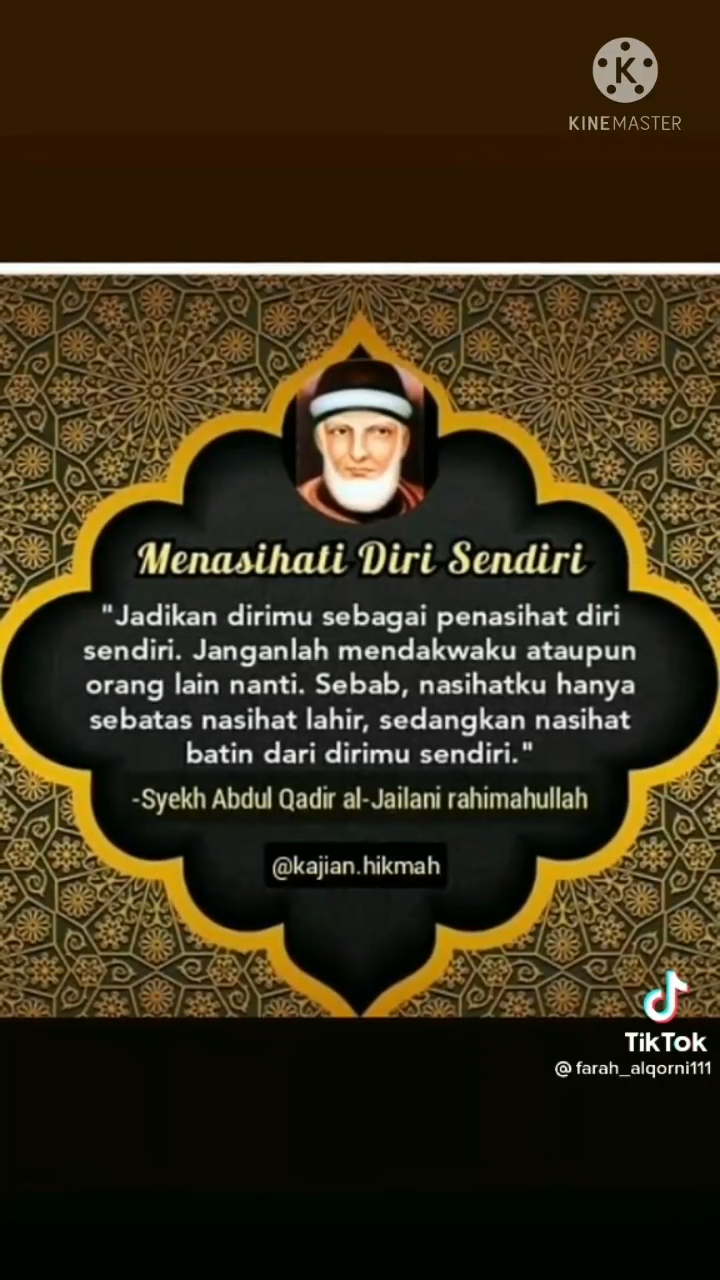 K
KINEMASTER
Menasihati Diri Sendiri
"Jadikan dirimu sebagai penasihat diri
sendiri. Janganlah mendakwaku ataupun
orang lain nanti. Sebab, nasihatku hanya
sebatas nasihat lahir, sedangkan nasihat
batin dari dirimu sendiri."
-Syekh Abdul Qadir al-Jailani rahimahullah
@kajian.hikmah
TikTok
@farah_alqorni111